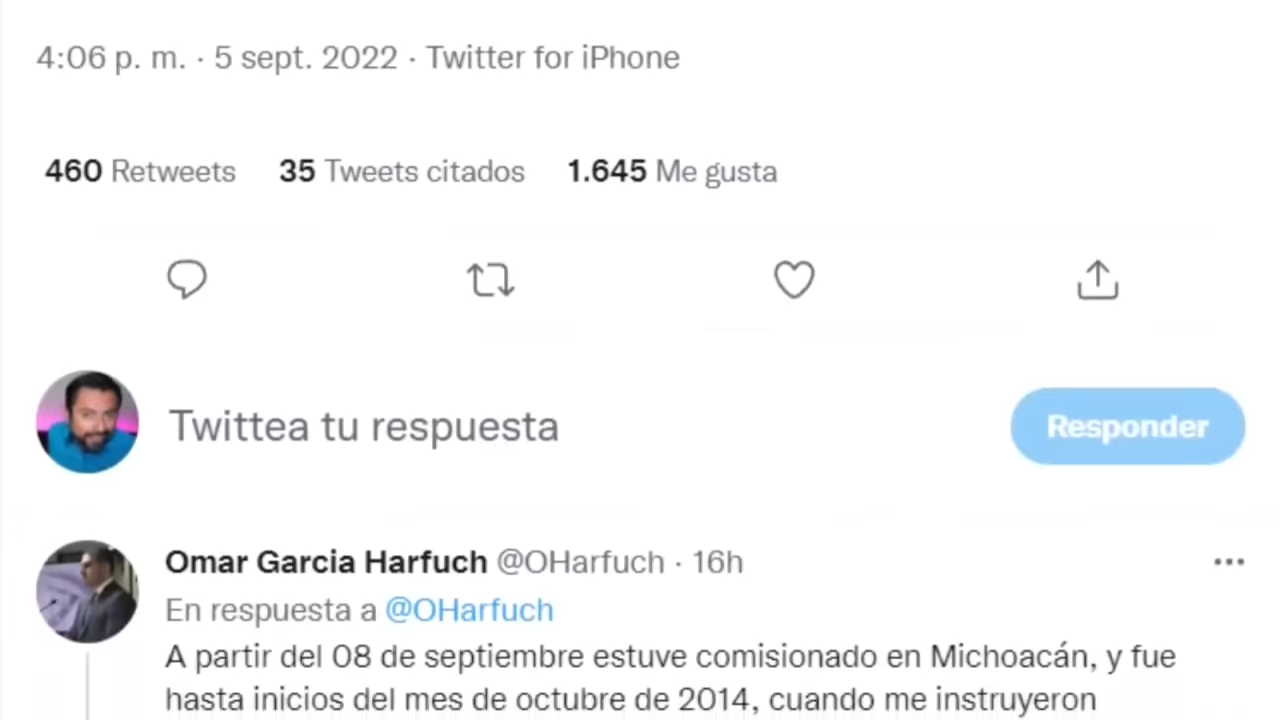 4:06 p. m. · 5 sept. 2022 · Twitter for iPhone
460 Retweets 35 Tweets citados 1.645 Me gusta
Twittea tu respuesta Responder
Omar Garcia Harfuch @OHarfuch · 16h
En respuesta a @OHarfuch
A partir del 08 de septiembre estuve comisionado en Michoacán, y fue
hasta inicios del mes de octubre de 2014, cuando me instruyeron